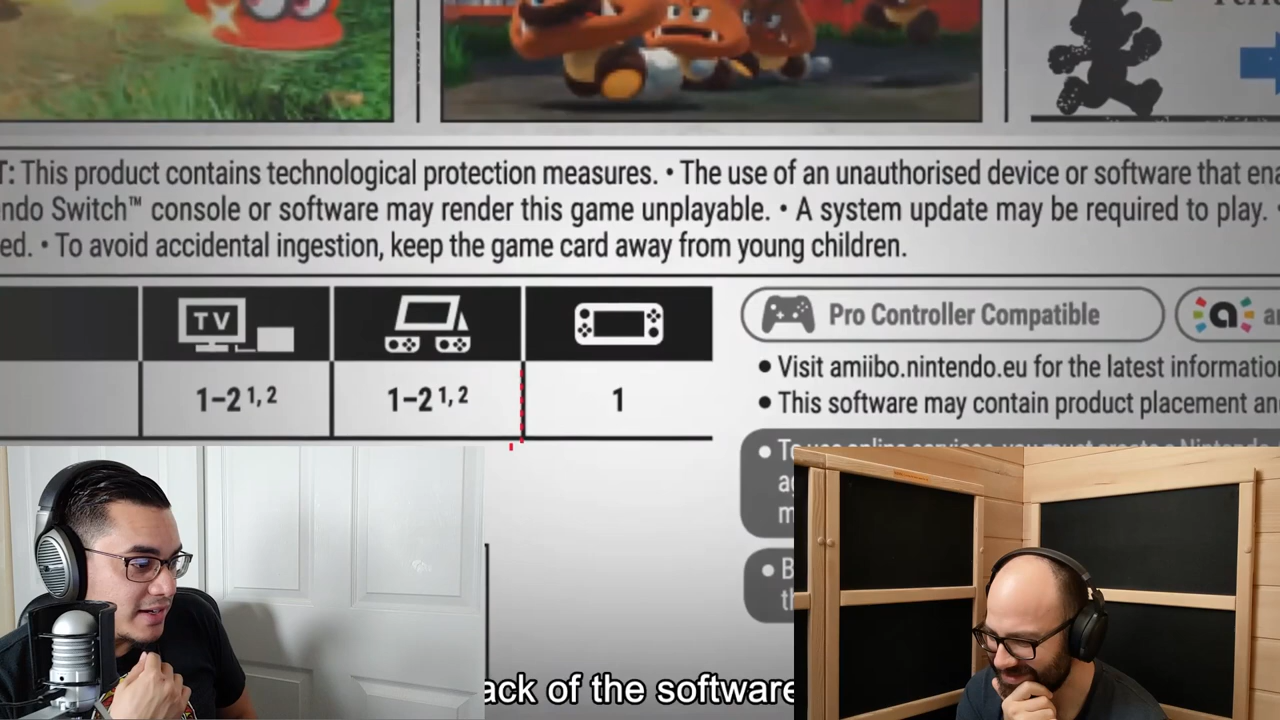 T: This product contains technological protection measures. • The use of an unauthorised device or software that
ndo Switch™ console or software may render this game unplayable. • A system update may be required to play. •
ed. • To avoid accidental ingestion, keep the game card away from young children.
TV
1–2 1, 2
1–2 1, 2
1
Pro Controller Compatible
a
• Visit amiibo.nintendo.eu for the latest
• This software may contain product placement
ack of the software